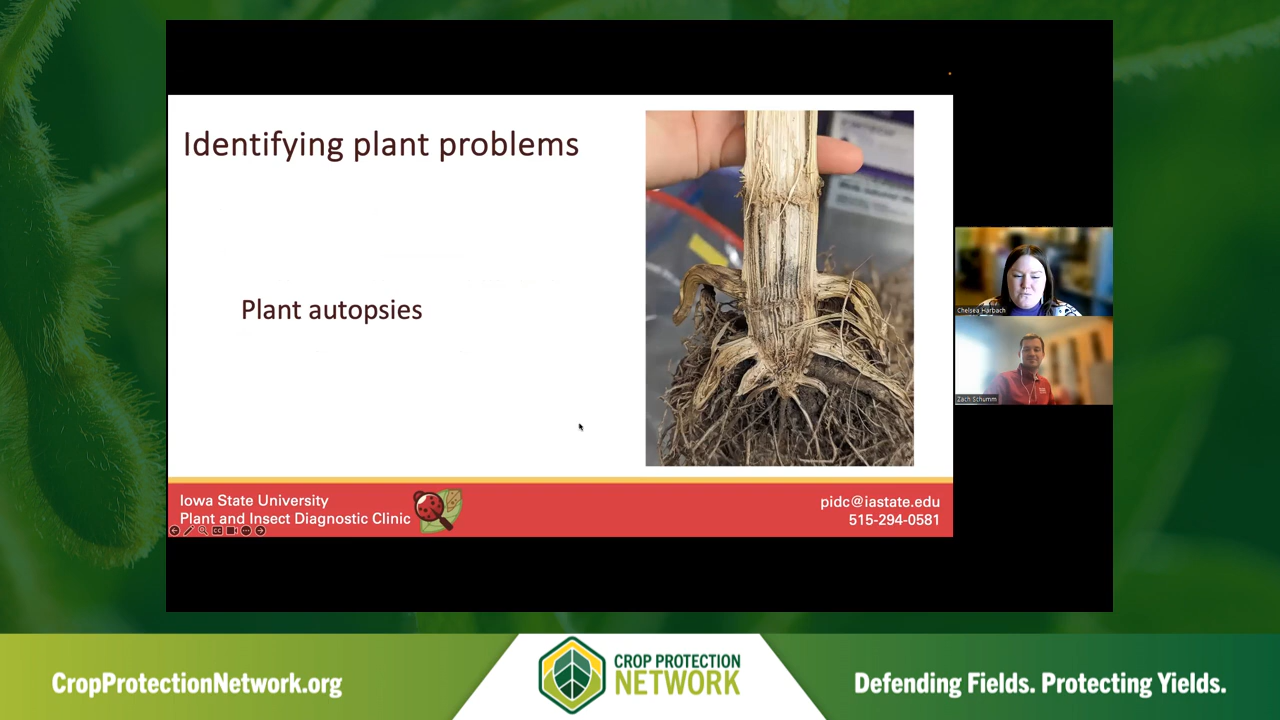 Identifying plant problems
Plant autopsies
Iowa State University
Plant and Insect Diagnostic Clinic
pidc@iastate.edu
515-294-0581
Chelsea Harbach
Zach Schumm
CropProtectionNetwork.org
CROP PROTECTION
NETWORK
Defending Fields. Protecting Yields.